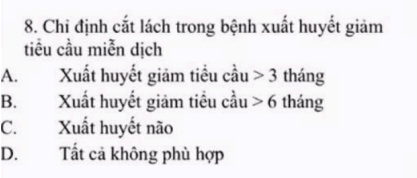 8. Chỉ định cắt lách trong bệnh xuất huyết giảm
tiểu cầu miễn dịch
A. Xuất huyết giảm tiểu cầu > 3 tháng
B. Xuất huyết giảm tiểu cầu > 6 tháng
C. Xuất huyết não
D. Tất cả không phù hợp